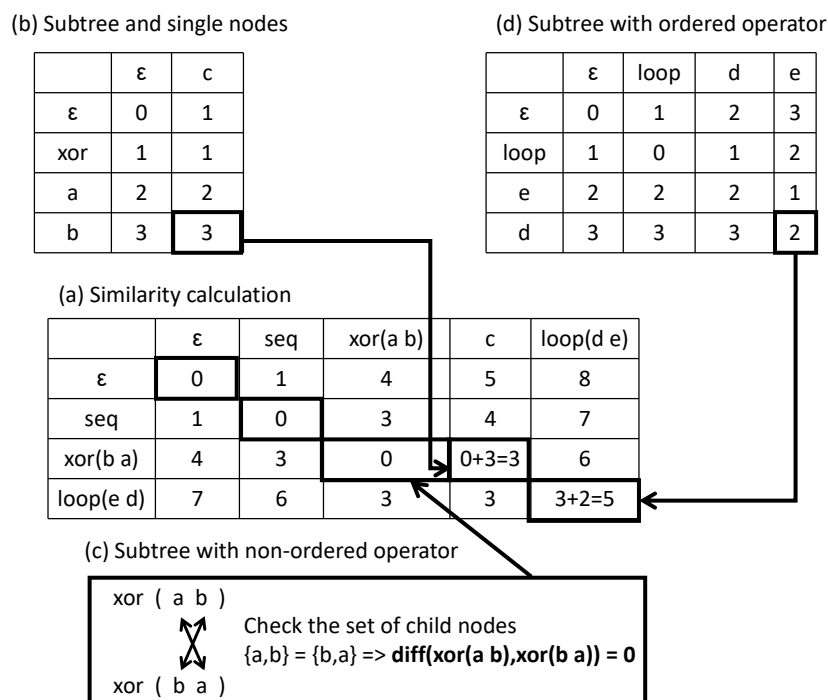 (b) Subtree and single nodes
ε c
ε 0 1
xor 1 1
a 2 2
b 3 3
(d) Subtree with ordered operator
ε loop d e
ε 0 1 2 3
loop 1 0 1 2
e 2 2 2 1
d 3 3 3 2
(a) Similarity calculation
ε seq xor(a b) c loop(d e)
ε 0 1 4 5 8
seq 1 0 3 4 7
xor(b a) 4 3 0 0+3=3 6
loop(e d) 7 6 3 3 3+2=5
(c) Subtree with non-ordered operator
xor ( a b )
Check the set of child nodes
{a,b} = {b,a} => diff(xor(a b),xor(b a)) = 0
xor ( b a )